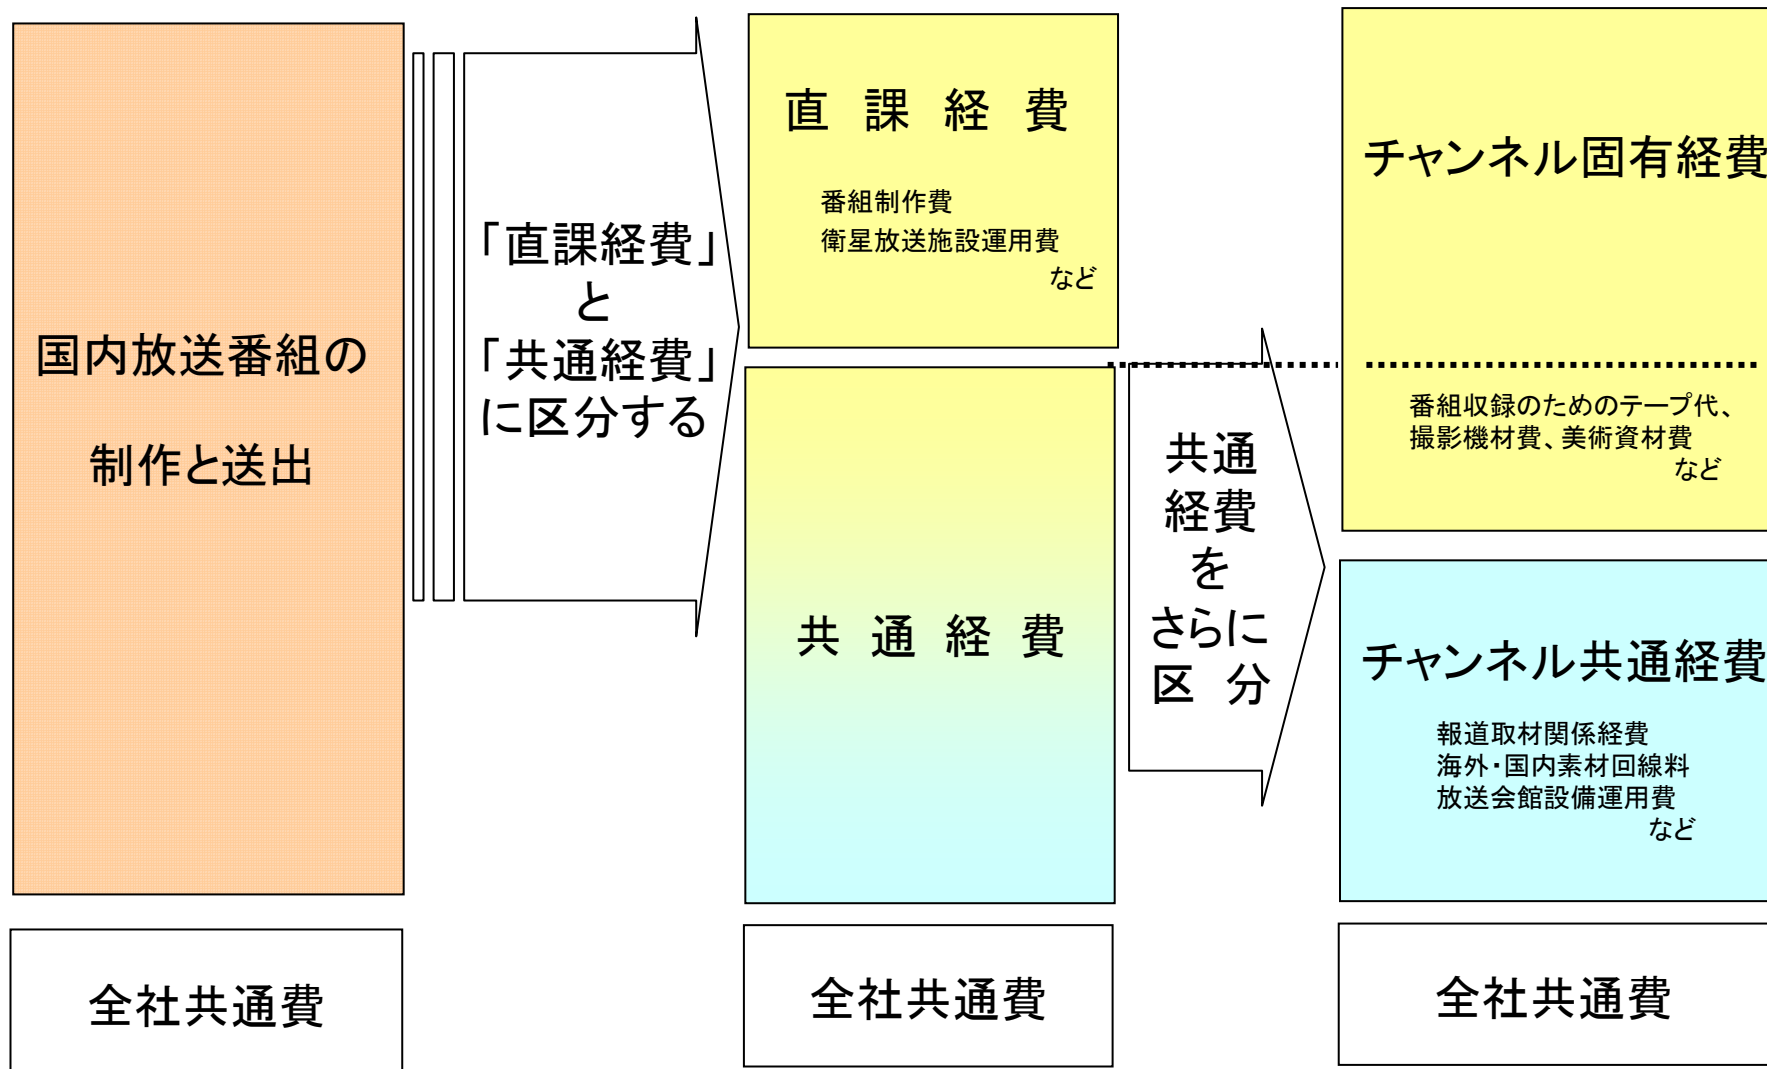 国内放送番組の
制作と送出
全社共通費
「直課経費」
と
「共通経費」
に区分する
直 課 経 費
番組制作費
衛星放送施設運用費
など
共 通 経 費
全社共通費
共通
経費
を
さらに
区 分
チャンネル固有経費
番組収録のためのテープ代、
撮影機材費、美術資材費
など
チャンネル共通経費
報道取材関係経費
海外・国内素材回線料
放送会館設備運用費
など
全社共通費